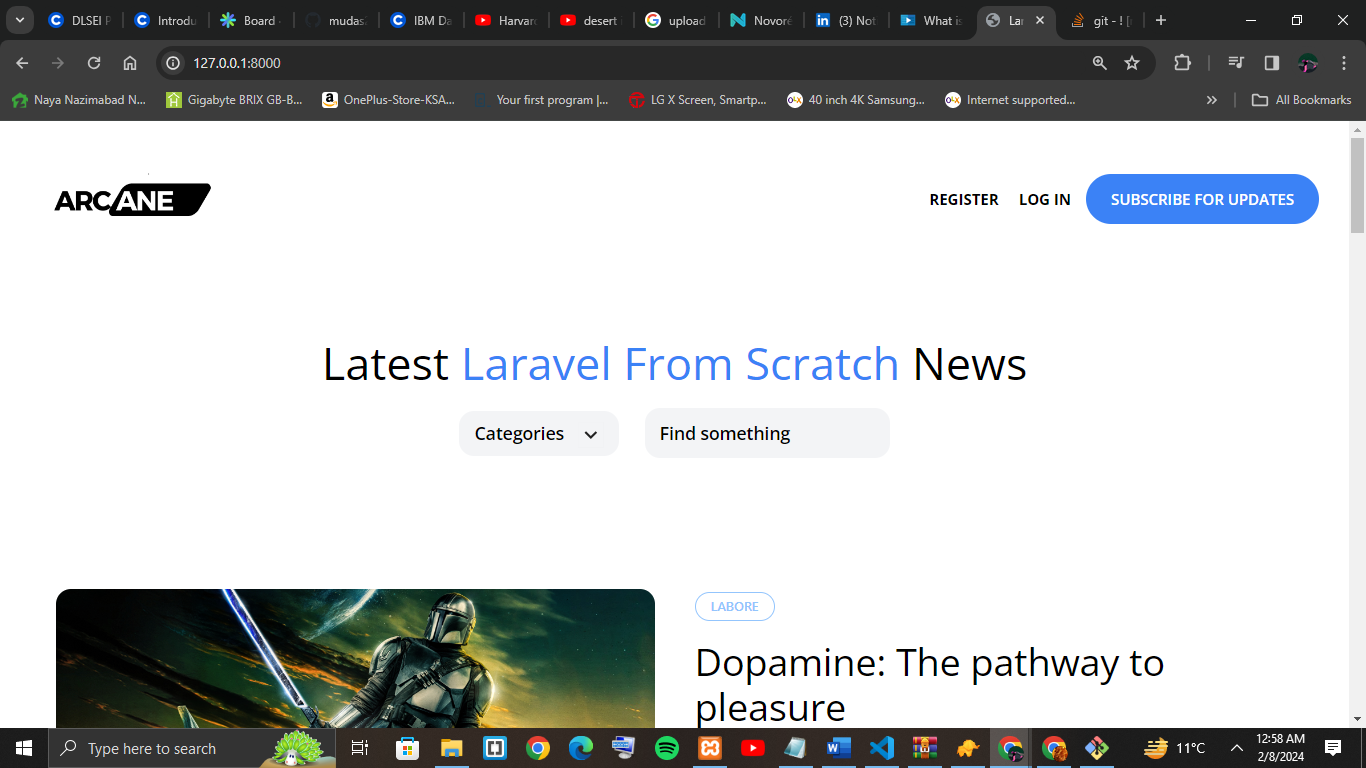 DLSEI P
Introdu
Board -
mudas
IBM Da
Harvar
desert i
upload
Novoré
(3) Not
What is
Lar
git - ! [r
127.0.0.1:8000
Naya Nazimabad N...
Gigabyte BRIX GB-B...
OnePlus-Store-KSA...
Your first program |...
LG X Screen, Smartp...
40 inch 4K Samsung...
Internet supported...
All Bookmarks
ARCANE
REGISTER
LOG IN
SUBSCRIBE FOR UPDATES
Latest Laravel From Scratch News
Categories
Find something
LABORE
Dopamine: The pathway to
pleasure
Type here to search
11°C
12:58 AM
2/8/2024